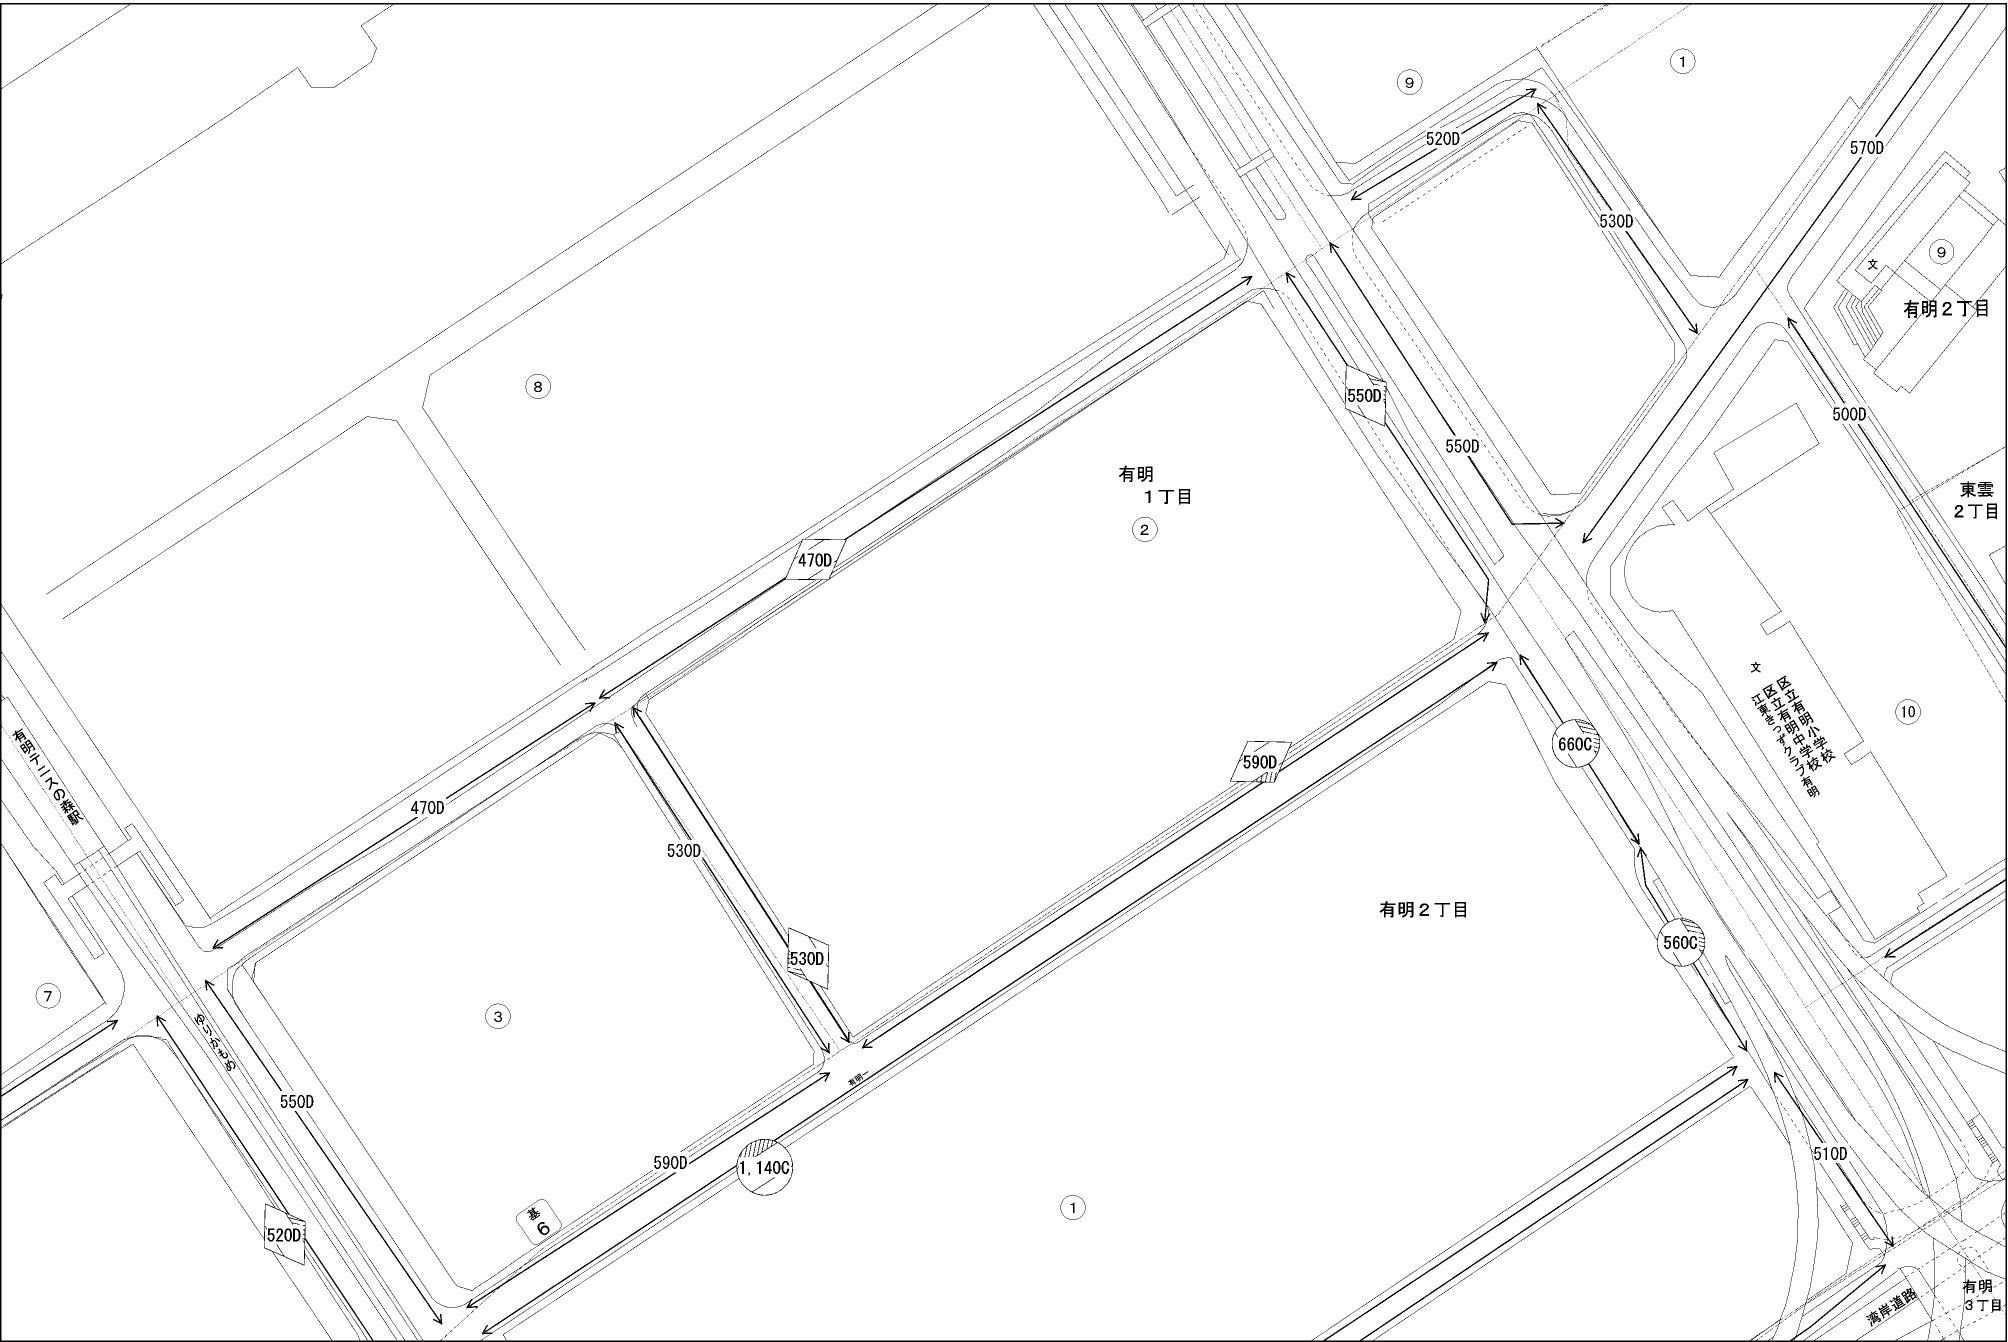 9
1
520D
570D
530D
9
文
有明２丁目
8
550D
500D
550D
有明
１丁目
2
東雲
２丁目
470D
文
区立有明小学校
区立有明中学校
江東きっずクラブ有明
10
有明テニスの森駅
660C
590D
470D
530D
有明２丁目
560C
530D
7
3
ゆりかもめ
有明一
550D
590D
1,140C
510D
基
6
1
520D
有明
３丁目
湾岸道路